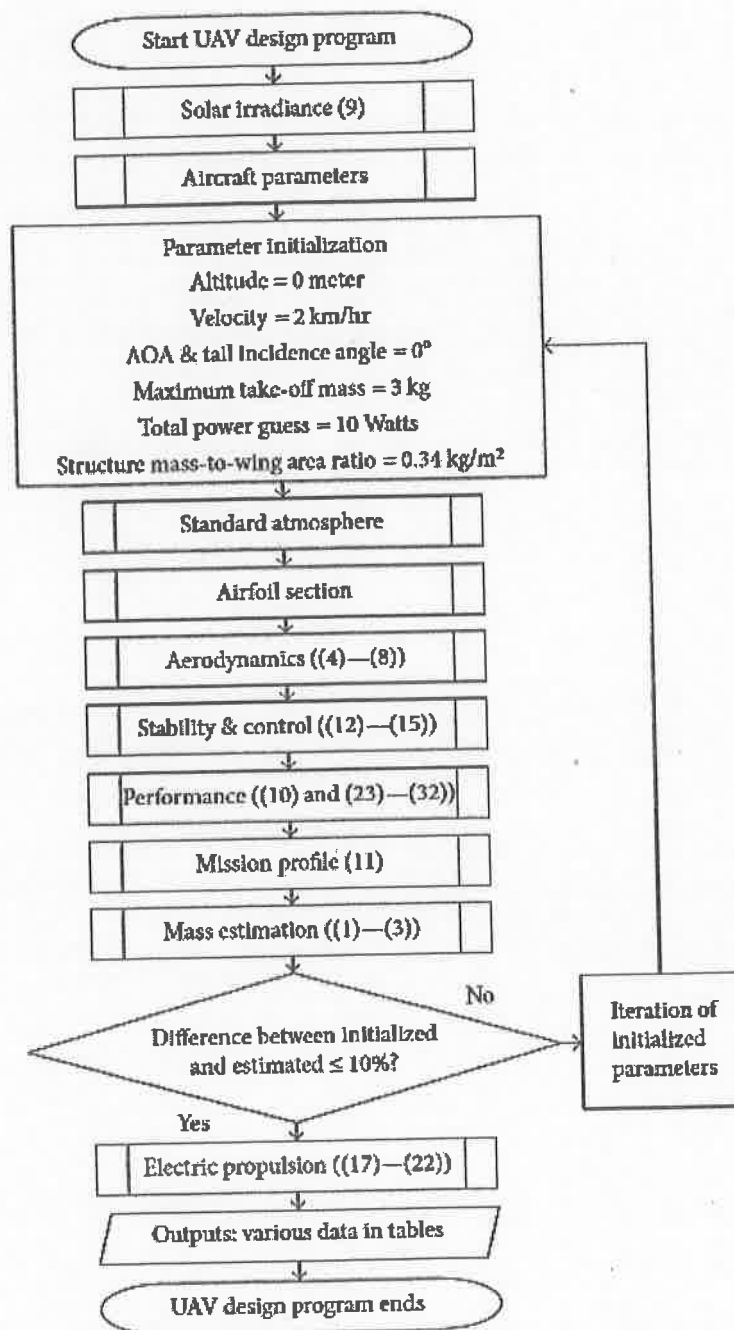 Start UAV design program
Solar irradiance (9)
Aircraft parameters
Parameter initialization
Altitude = 0 meter
Velocity = 2 km/hr
AOA & tail incidence angle = 0°
Maximum take-off mass = 3 kg
Total power guess = 10 Watts
Structure mass-to-wing area ratio = 0.34 kg/m²
Standard atmosphere
Airfoil section
Aerodynamics ((4)—(8))
Stability & control ((12)—(15))
Performance ((10) and (23)—(32))
Mission profile (11)
Mass estimation ((1)—(3))
Difference between initialized
and estimated ≤ 10%?
No
Iteration of
initialized
parameters
Yes
Electric propulsion ((17)—(22))
Outputs: various data in tables
UAV design program ends